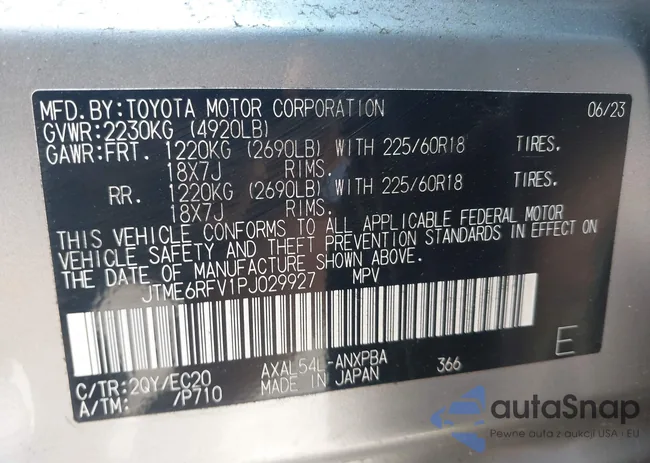 MFD.BY:TOYOTA MOTOR CORPORATION 06/23
GVWR:2230KG (4920LB)
GAWR:FRT. 1220KG (2690LB) WITH 225/60R18 TIRES.
18X7J RIMS.
RR. 1220KG (2690LB) WITH 225/60R18 TIRES.
18X7J RIMS.
THIS VEHICLE CONFORMS TO ALL APPLICABLE FEDERAL MOTOR
VEHICLE SAFETY AND THEFT PREVENTION STANDARDS IN EFFECT ON
THE DATE OF MANUFACTURE SHOWN ABOVE.
JTME6RFV1PJ029927 MPV
C/TR:2QY/EC20 AXAL54L-ANXPBA 366 E
A/TM: /P710 MADE IN JAPAN
autaSnap
Pewne auta z aukcji USA i EU